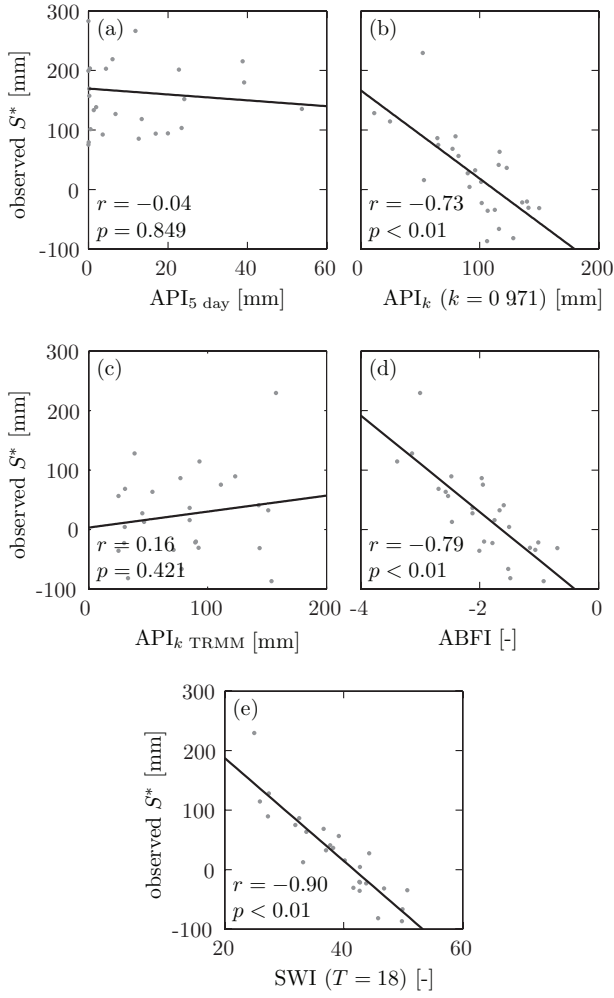 300
200
100
0
-100
observed S* [mm]
(a)
r = −0.04
p = 0.849
0 20 40 60
API5 day [mm]
(b)
r = −0.73
p < 0.01
0 100 200
APIk (k = 0 971) [mm]
300
200
100
0
-100
observed S* [mm]
(c)
r = 0.16
p = 0.421
0 100 200
APIk TRMM [mm]
(d)
r = −0.79
p < 0.01
-4 -2 0
ABFI [-]
300
200
100
0
-100
observed S* [mm]
(e)
r = −0.90
p < 0.01
20 40 60
SWI (T = 18) [-]